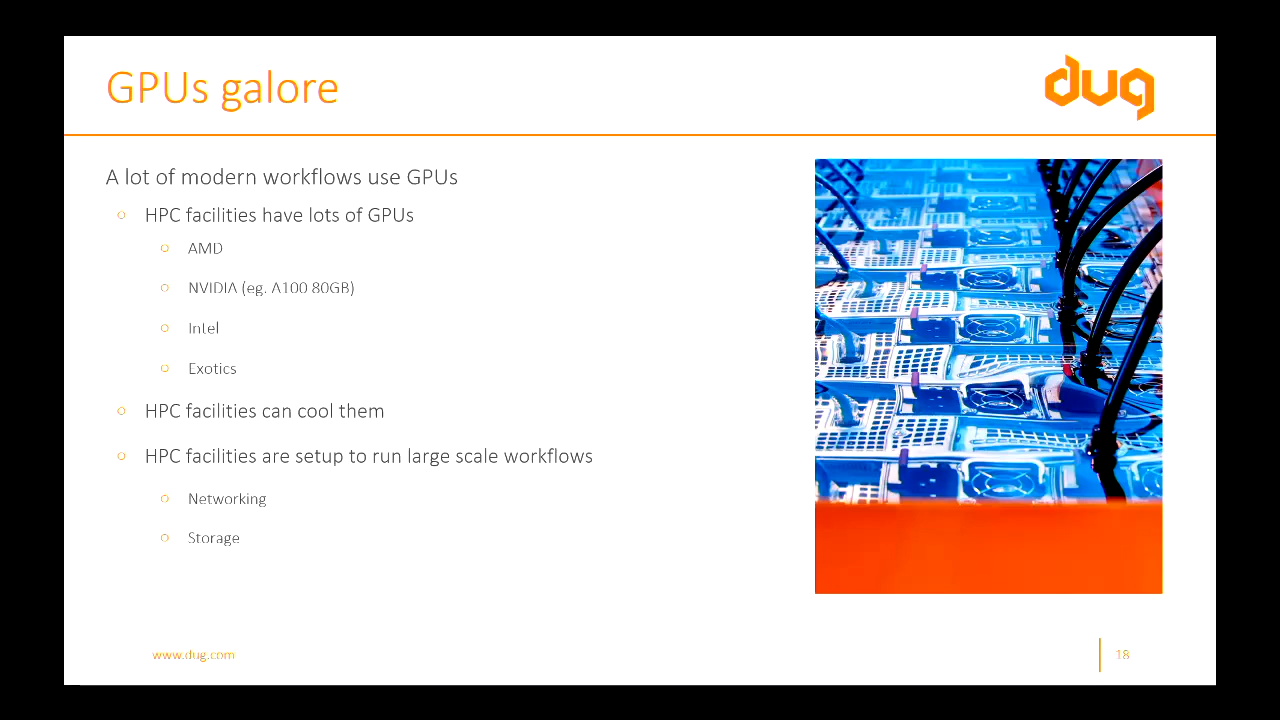 GPUs galore
dug
A lot of modern workflows use GPUs
HPC facilities have lots of GPUs
AMD
NVIDIA (eg. A100 80GB)
Intel
Exotics
HPC facilities can cool them
HPC facilities are setup to run large scale workflows
Networking
Storage
www.dug.com
18